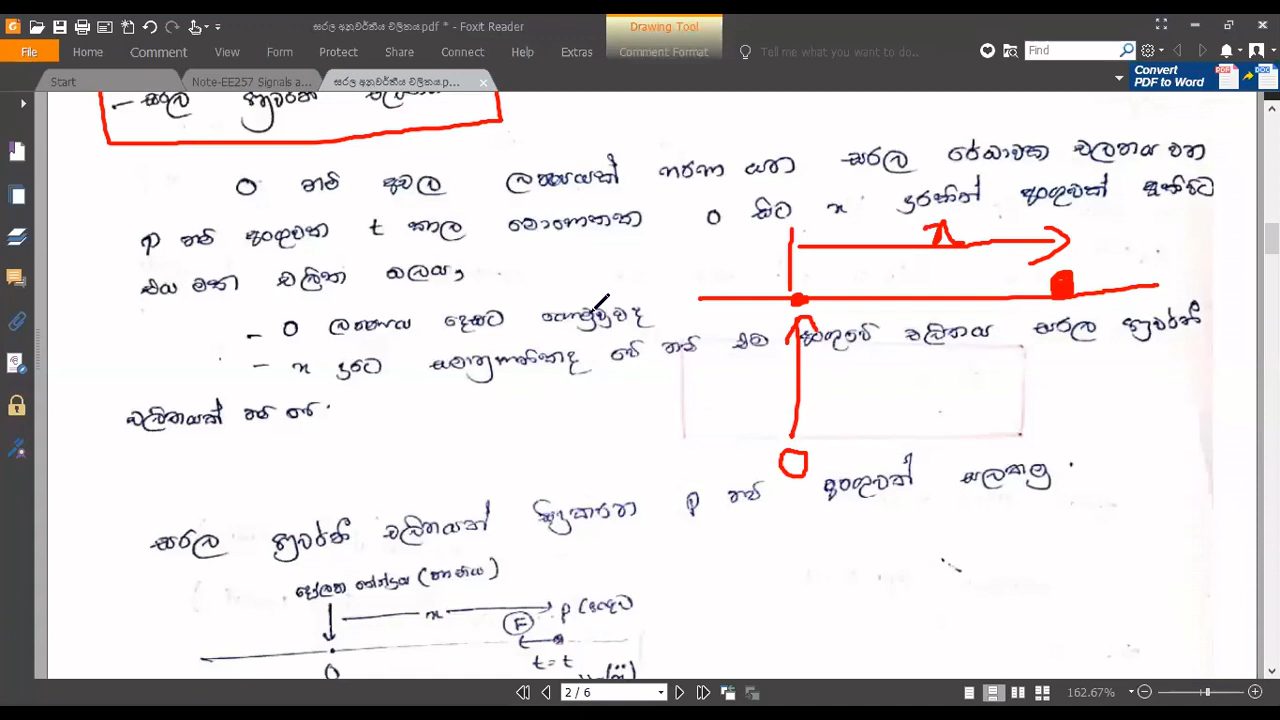 සරල අනුවර්තීය චලිතය.pdf * - Foxit Reader
Drawing Tool
File Home Comment View Form Protect Share Connect Help Extras Comment Format Tell me what you want to do... Find
Start Note-EE257 Signals a... සරල අනුවර්තීය චලිතය.p...
Convert PDF to Word
– සරල
O නම් අචල ලක්ෂ්‍යයක් හරහා යන සරල රේඛාවක චලනය වන
P නම් අංශුවක t කාල මොහොතක O සිට x දුරකින් අංශුවක් ඇතිවිට
x
එය මත චලිත බලය,
– O ලක්ෂ්‍යය දෙසට යොමුවුවද
– x දුරට සමානුපාතිකද වේ නම් එම අංශුවේ චලිතය සරල අනුවර්තී
චලිතයක් නම් වේ.
O
සරල අනුවර්තී චලිතයක් සිදුකරන P නම් අංශුවක් සලකමු.
දෝලන කේන්ද්‍රය
x P
F
t = t
O
2 / 6 162.67%